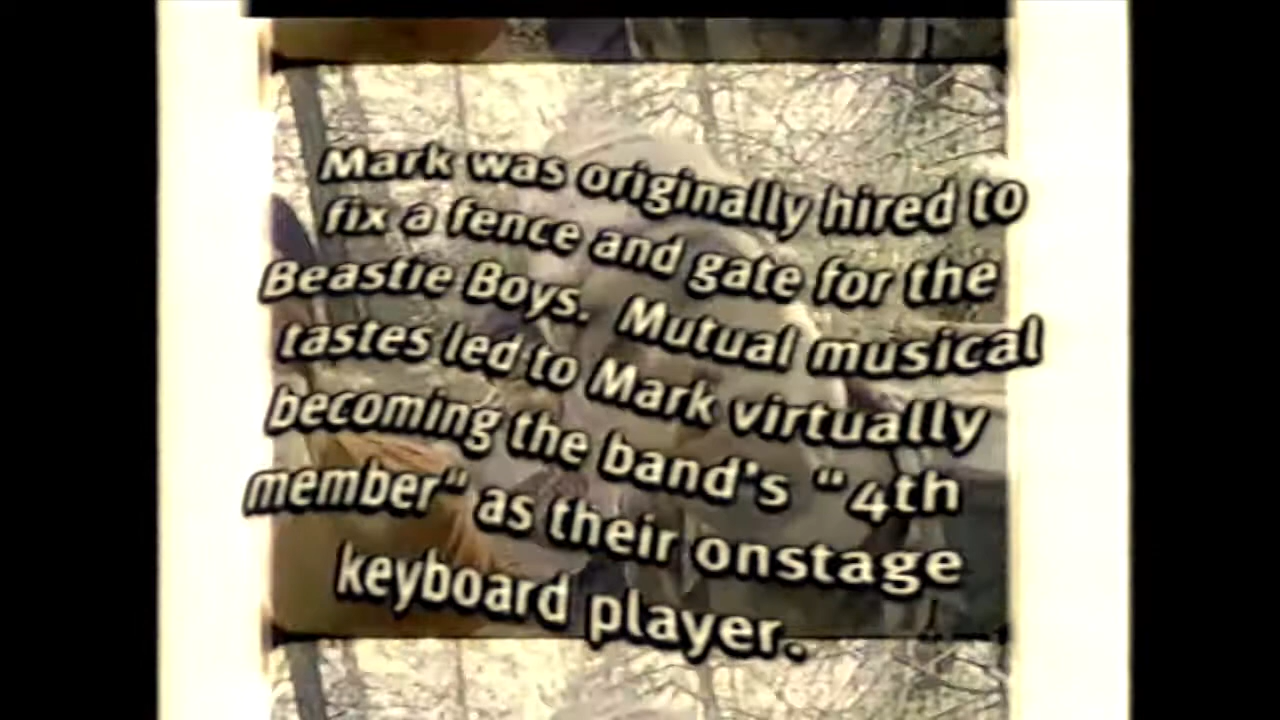 Mark was originally hired to
fix a fence and gate for the
Beastie Boys. Mutual musical
tastes led to Mark virtually
becoming the band's "4th
member" as their onstage
keyboard player.